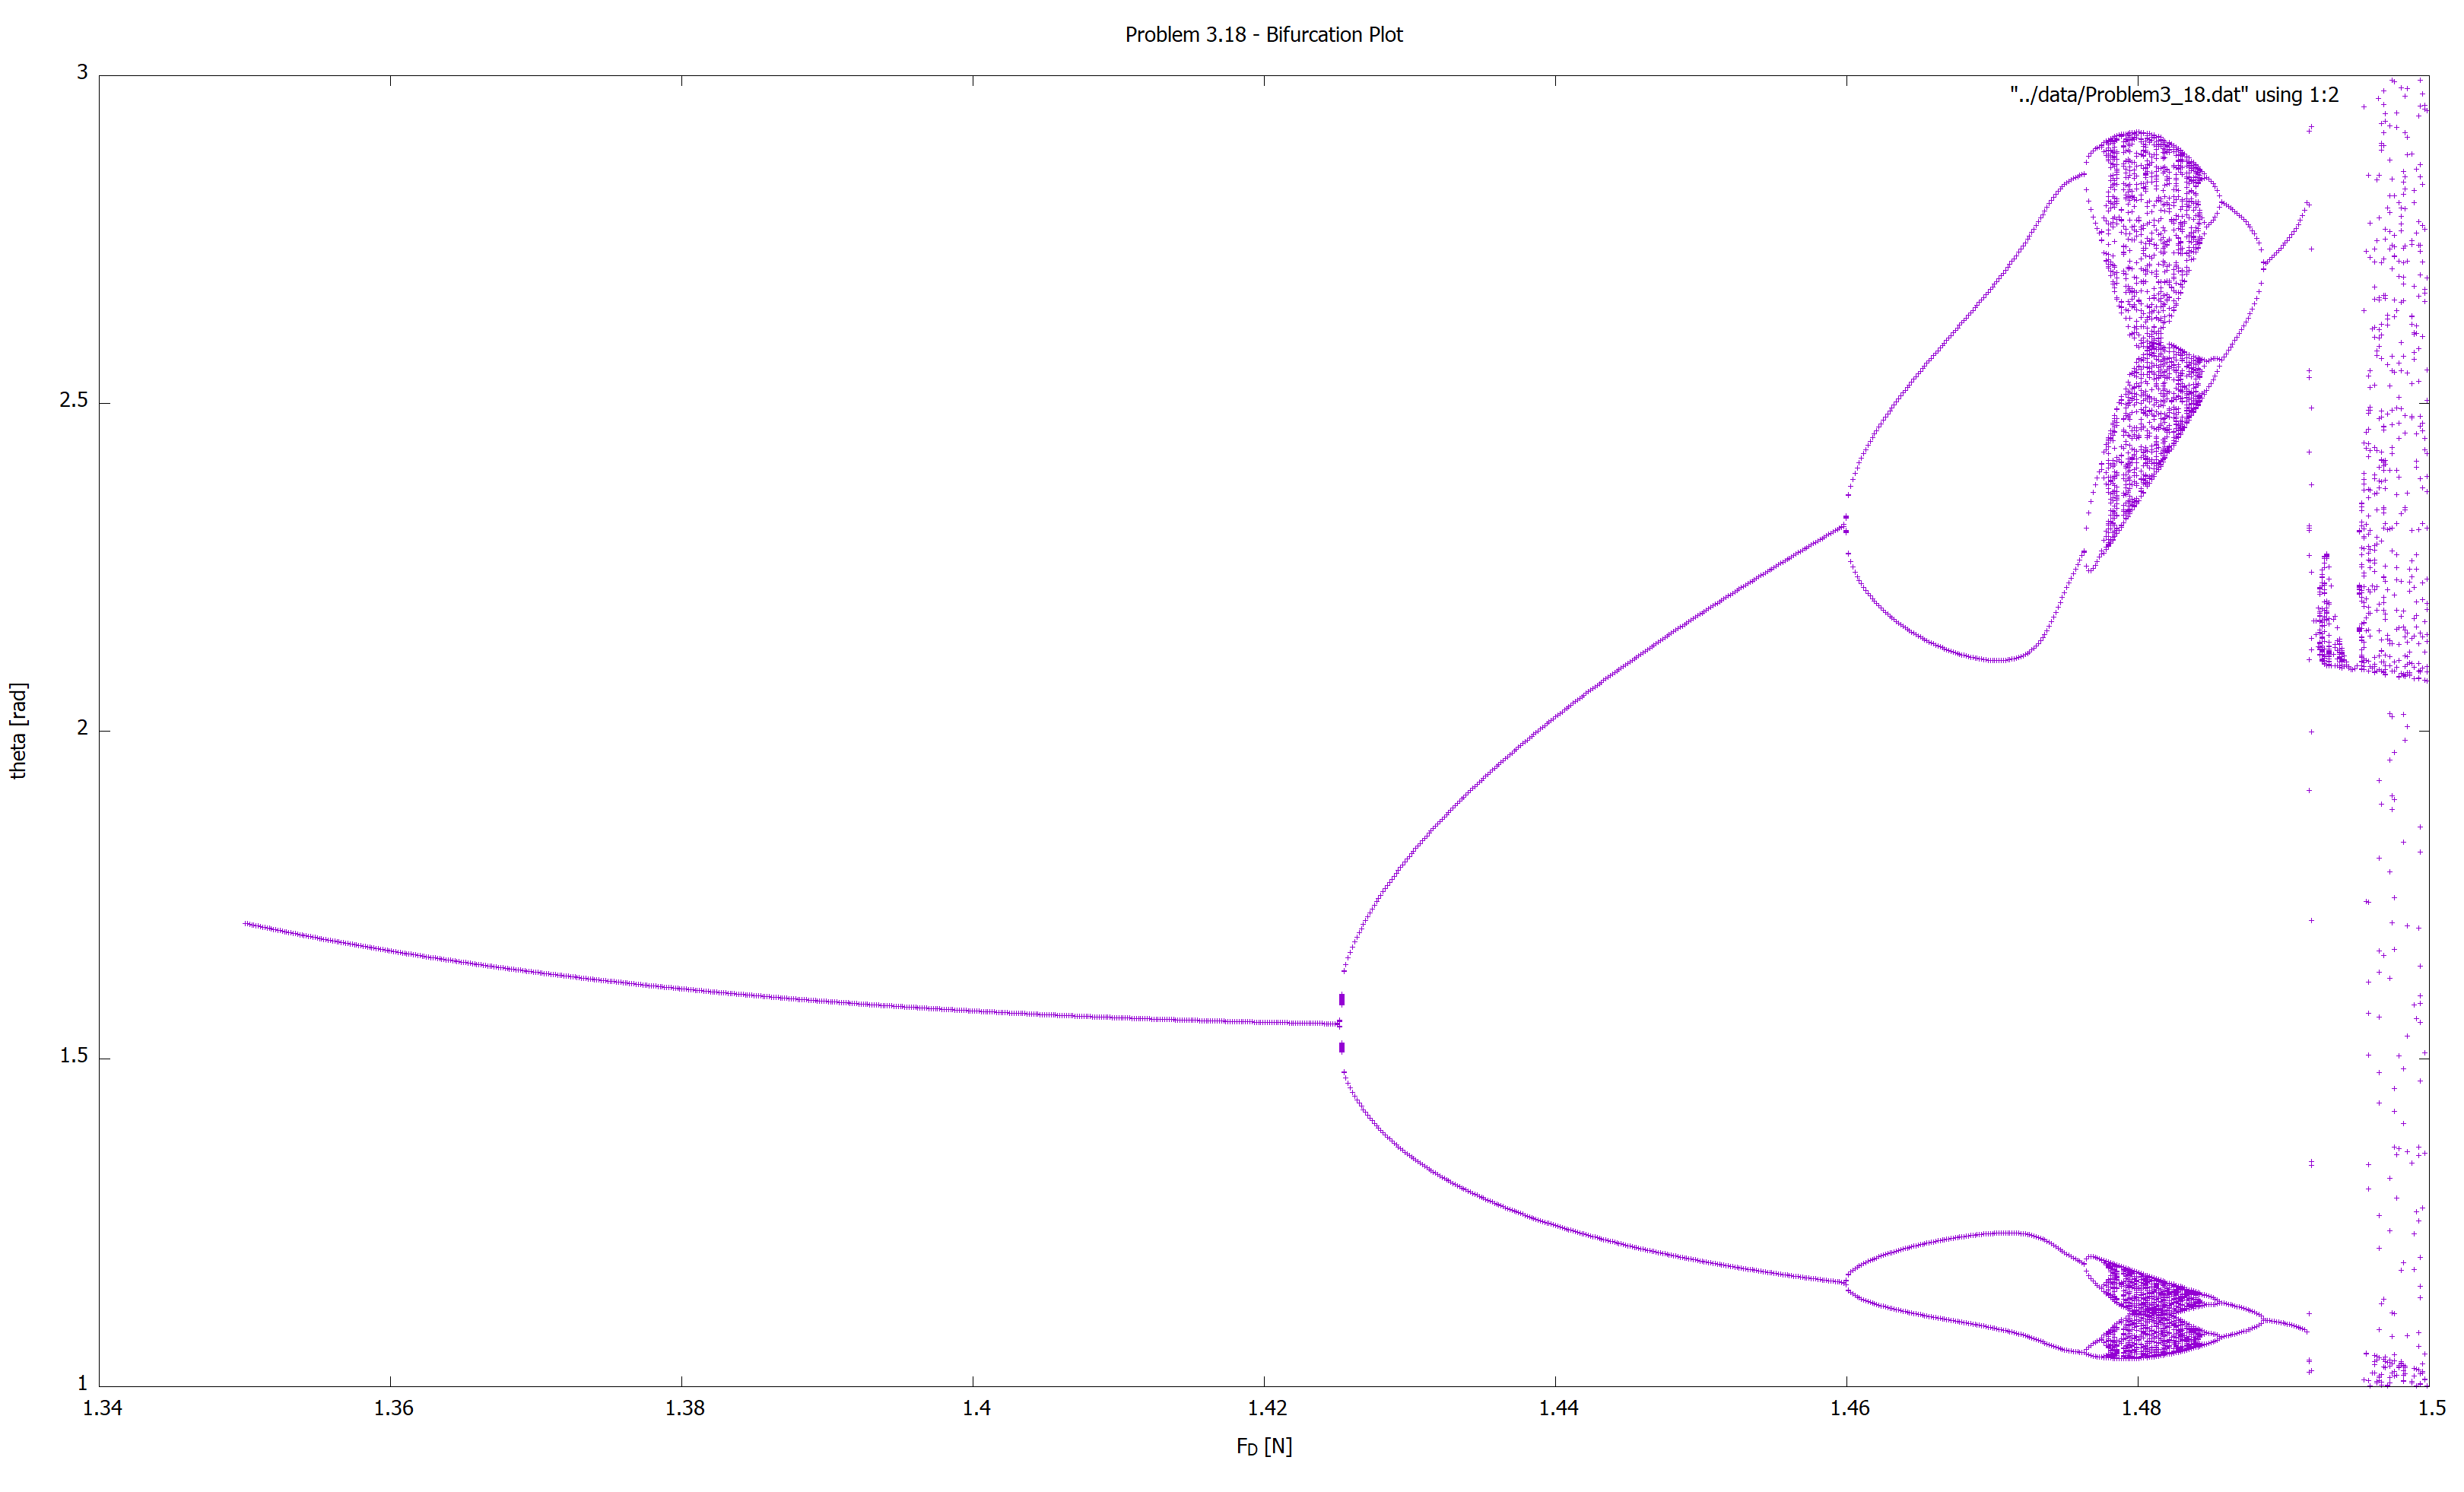 Problem 3.18 - Bifurcation Plot
"../data/Problem3_18.dat" using 1:2
3
2.5
2
1.5
1
theta [rad]
1.34 1.36 1.38 1.4 1.42 1.44 1.46 1.48 1.5
F_D [N]